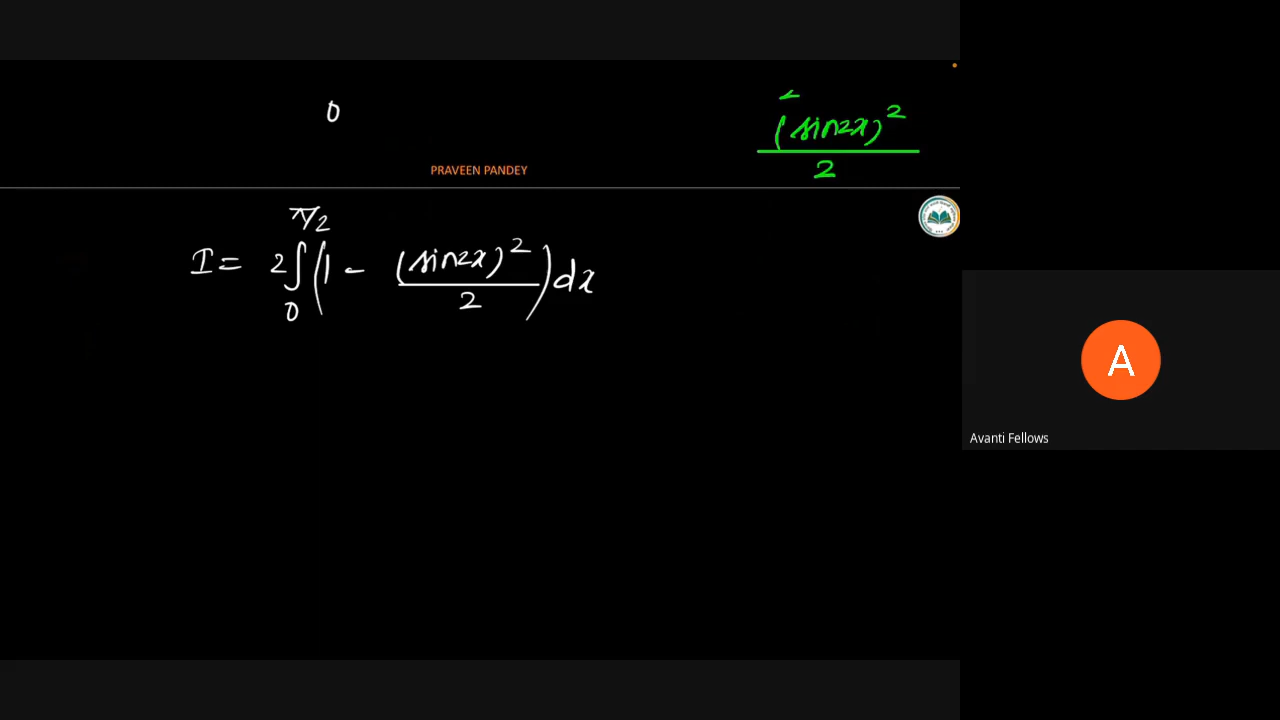 0
(sin2x)²
2
PRAVEEN PANDEY
π/2
I = 2∫(1 - (sin2x)²/2)dx
0
A
Avanti Fellows